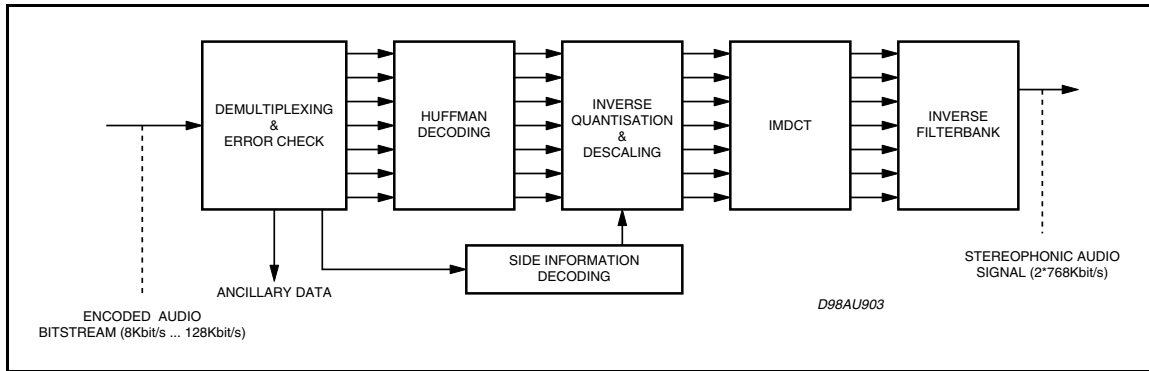 DEMULTIPLEXING
&
ERROR CHECK
HUFFMAN
DECODING
INVERSE
QUANTISATION
&
DESCALING
IMDCT
INVERSE
FILTERBANK
SIDE INFORMATION
DECODING
ANCILLARY DATA
ENCODED AUDIO
BITSTREAM (8Kbit/s ... 128Kbit/s)
STEREOPHONIC AUDIO
SIGNAL (2*768Kbit/s)
D98AU903